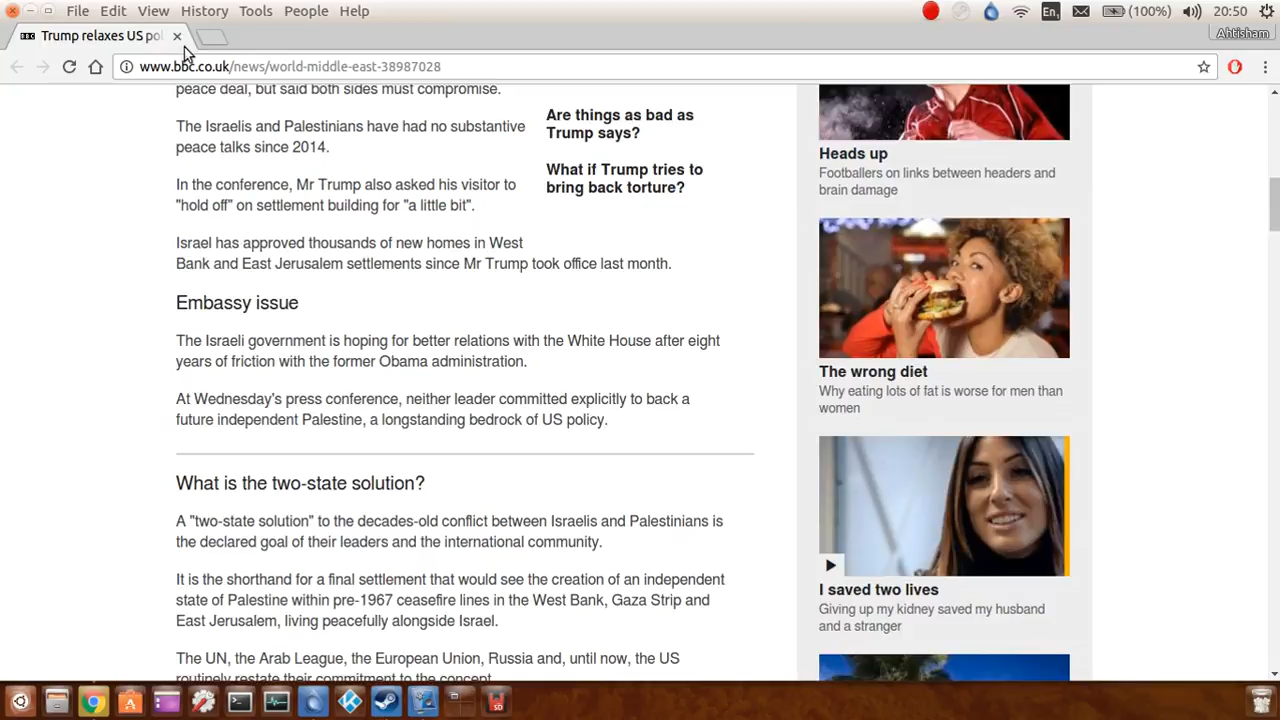 File Edit View History Tools People Help
En
(100%)
20:50
BBC Trump relaxes US pol
Ahtisham
www.bbc.co.uk/news/world-middle-east-38987028
peace deal, but said both sides must compromise.
The Israelis and Palestinians have had no substantive
peace talks since 2014.
In the conference, Mr Trump also asked his visitor to
"hold off" on settlement building for "a little bit".
Israel has approved thousands of new homes in West
Bank and East Jerusalem settlements since Mr Trump took office last month.
Are things as bad as
Trump says?
What if Trump tries to
bring back torture?
Embassy issue
The Israeli government is hoping for better relations with the White House after eight
years of friction with the former Obama administration.
At Wednesday's press conference, neither leader committed explicitly to back a
future independent Palestine, a longstanding bedrock of US policy.
What is the two-state solution?
A "two-state solution" to the decades-old conflict between Israelis and Palestinians is
the declared goal of their leaders and the international community.
It is the shorthand for a final settlement that would see the creation of an independent
state of Palestine within pre-1967 ceasefire lines in the West Bank, Gaza Strip and
East Jerusalem, living peacefully alongside Israel.
The UN, the Arab League, the European Union, Russia and, until now, the US
routinely restate their commitment to the concept.
Heads up
Footballers on links between headers and
brain damage
The wrong diet
Why eating lots of fat is worse for men than
women
I saved two lives
Giving up my kidney saved my husband
and a stranger